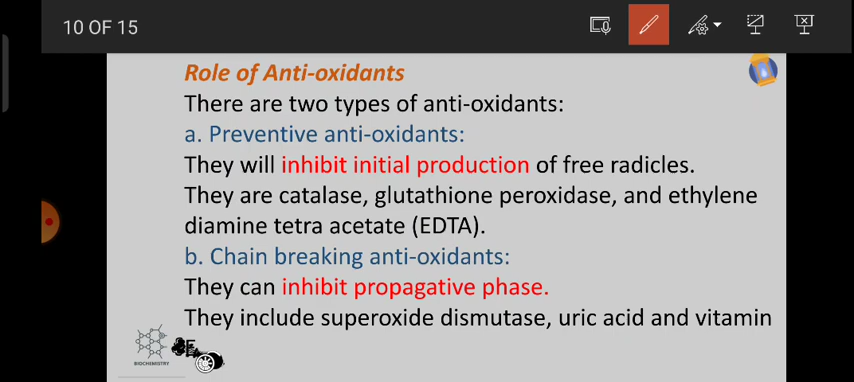 10 OF 15
Role of Anti-oxidants
There are two types of anti-oxidants:
a. Preventive anti-oxidants:
They will inhibit initial production of free radicles.
They are catalase, glutathione peroxidase, and ethylene
diamine tetra acetate (EDTA).
b. Chain breaking anti-oxidants:
They can inhibit propagative phase.
They include superoxide dismutase, uric acid and vitamin
E.
BIOCHEMISTRY